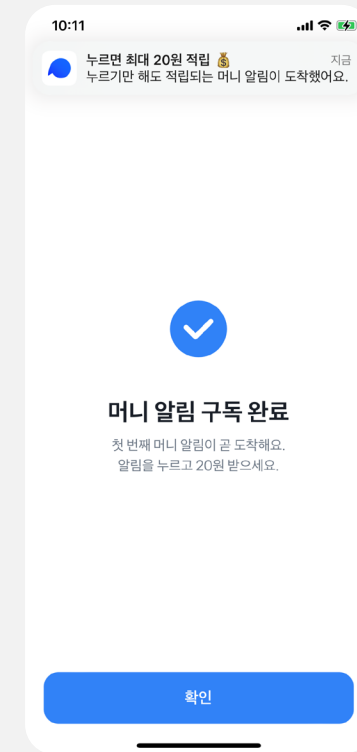 10:11
누르면 최대 20원 적립 💰
지금
누르기만 해도 적립되는 머니 알림이 도착했어요.
머니 알림 구독 완료
첫 번째 머니 알림이 곧 도착해요.
알림을 누르고 20원 받으세요.
확인